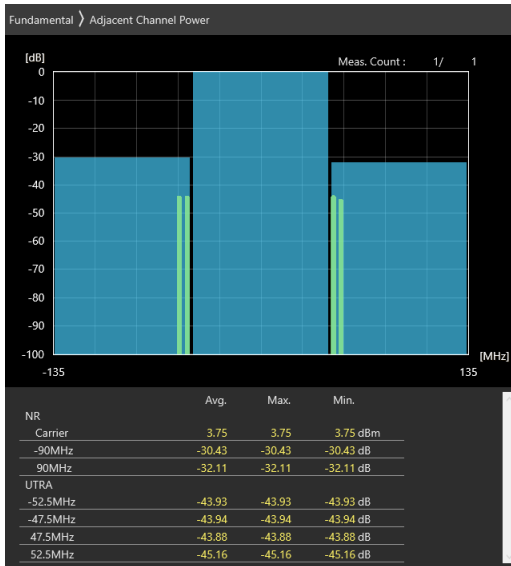 Fundamental 〉 Adjacent Channel Power
[dB] Meas. Count : 1/ 1
0
-10
-20
-30
-40
-50
-60
-70
-80
-90
-100 [MHz]
-135 135
Avg. Max. Min.
NR
Carrier 3.75 3.75 3.75 dBm
-90MHz -30.43 -30.43 -30.43 dB
90MHz -32.11 -32.11 -32.11 dB
UTRA
-52.5MHz -43.93 -43.93 -43.93 dB
-47.5MHz -43.94 -43.94 -43.94 dB
47.5MHz -43.88 -43.88 -43.88 dB
52.5MHz -45.16 -45.16 -45.16 dB